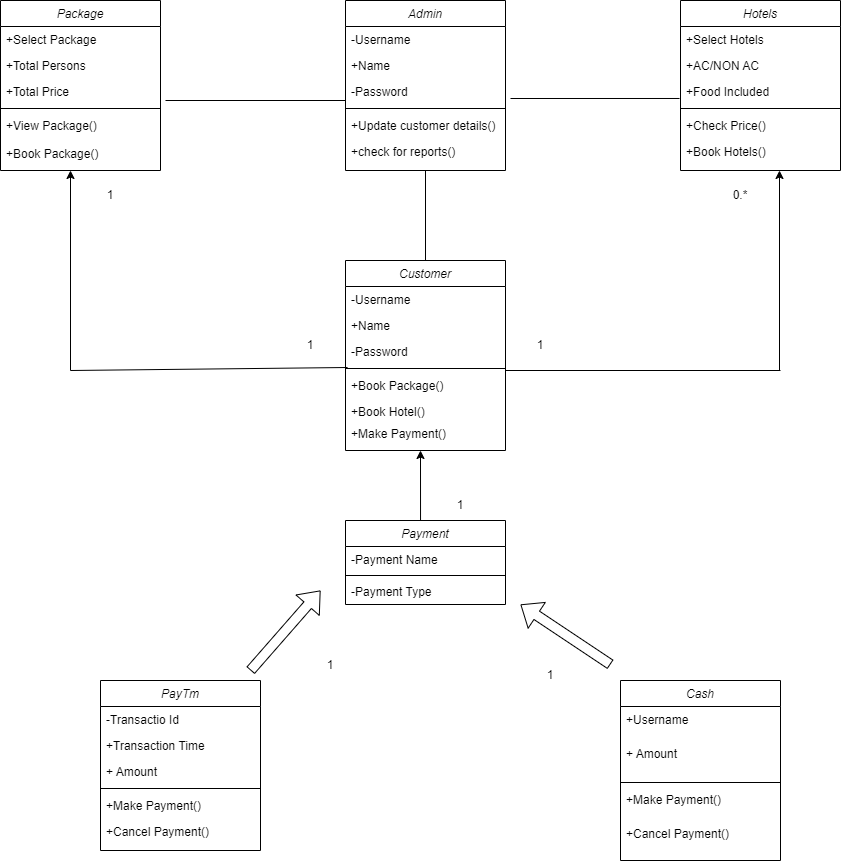 Package
+Select Package
+Total Persons
+Total Price
+View Package()
+Book Package()
Admin
-Username
+Name
-Password
+Update customer details()
+check for reports()
Hotels
+Select Hotels
+AC/NON AC
+Food Included
+Check Price()
+Book Hotels()
1
0.*
Customer
-Username
+Name
-Password
+Book Package()
+Book Hotel()
+Make Payment()
1
1
1
Payment
-Payment Name
-Payment Type
1
1
PayTm
-Transactio Id
+Transaction Time
+ Amount
+Make Payment()
+Cancel Payment()
Cash
+Username
+ Amount
+Make Payment()
+Cancel Payment()